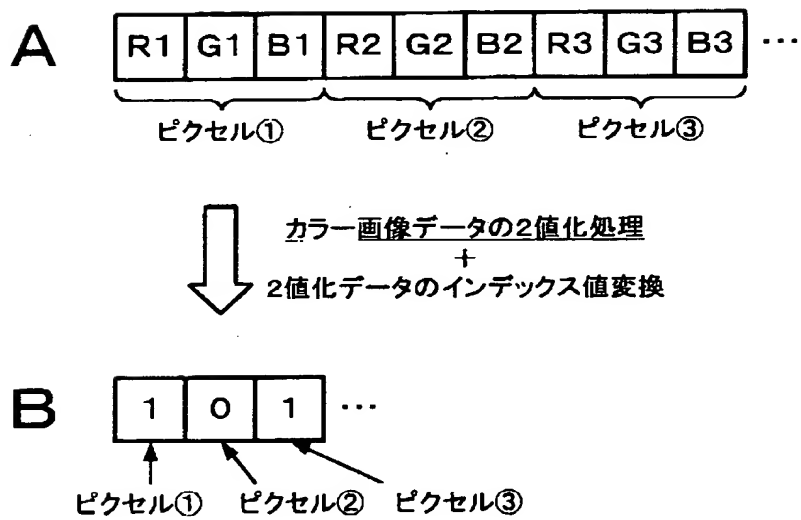 A R1 G1 B1 R2 G2 B2 R3 G3 B3 …
ピクセル① ピクセル② ピクセル③
カラー画像データの2値化処理
+
2値化データのインデックス値変換
B 1 0 1 …
ピクセル① ピクセル② ピクセル③